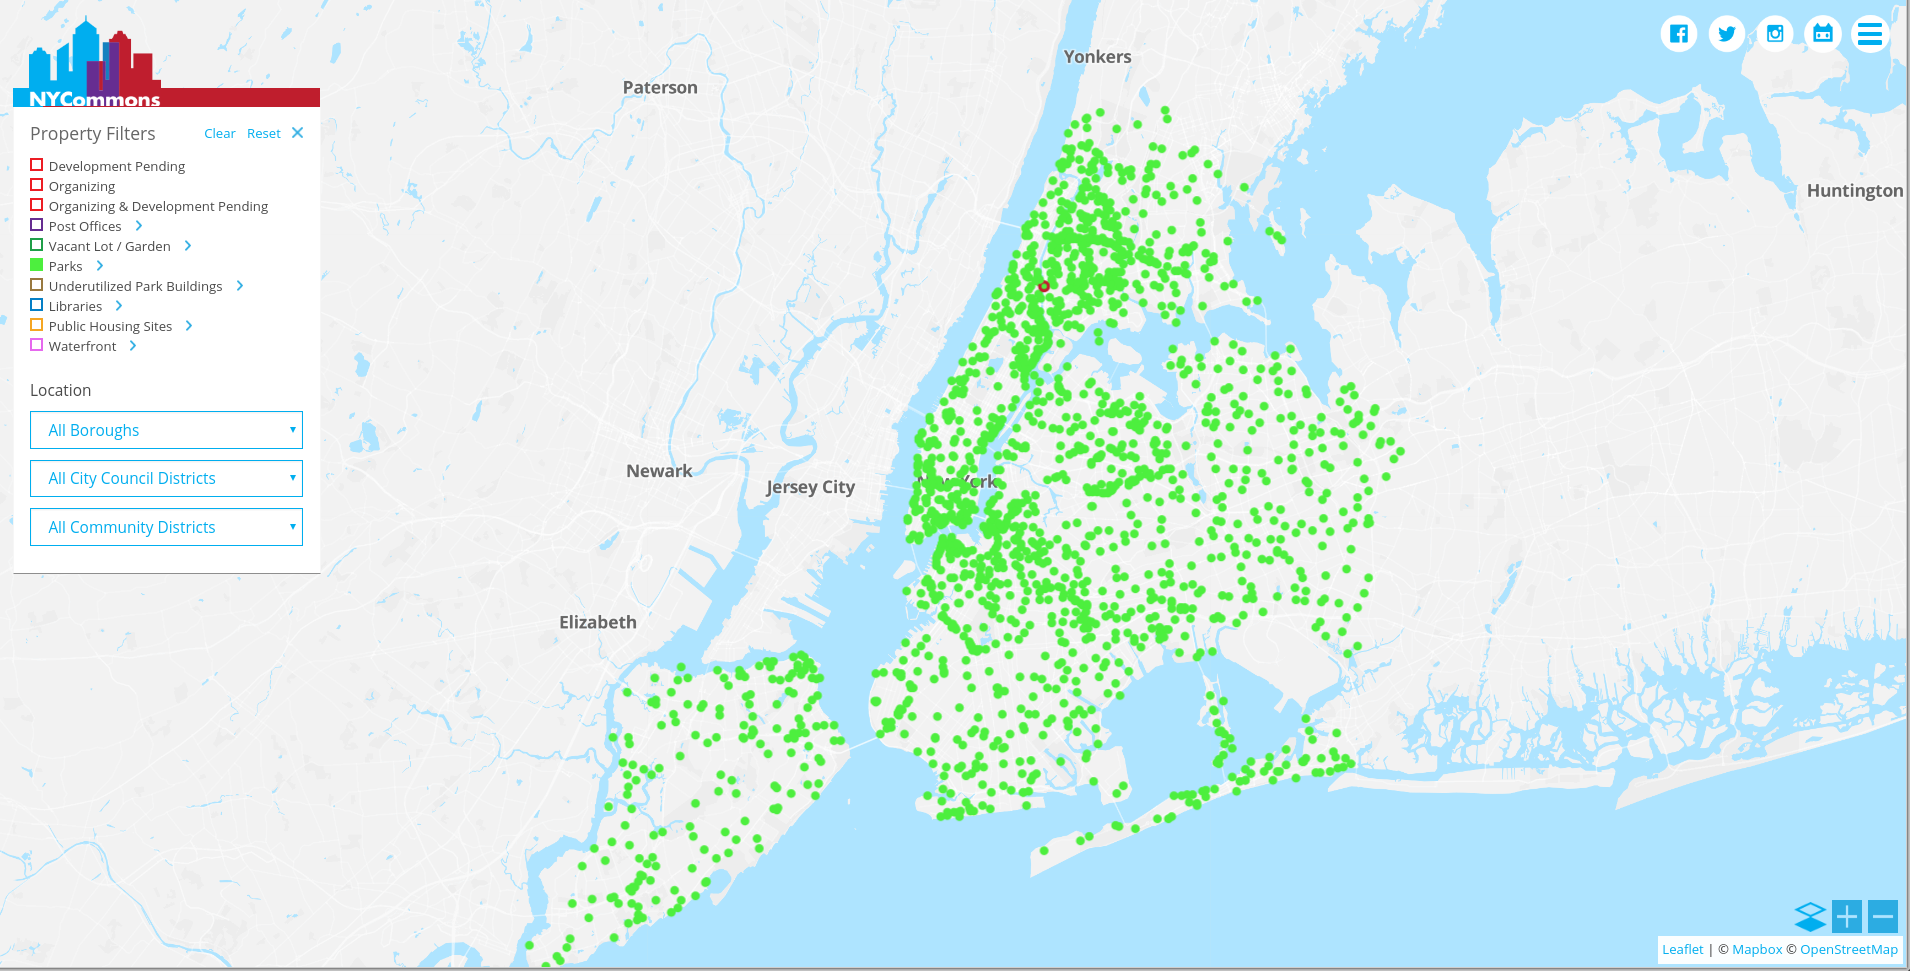 NYCommons
Property Filters
Clear Reset
Development Pending
Organizing
Organizing & Development Pending
Post Offices
Vacant Lot / Garden
Parks
Underutilized Park Buildings
Libraries
Public Housing Sites
Waterfront
Location
All Boroughs
All City Council Districts
All Community Districts
Yonkers
Paterson
Huntington
Newark
Jersey City
New York
Elizabeth
Leaflet | © Mapbox © OpenStreetMap